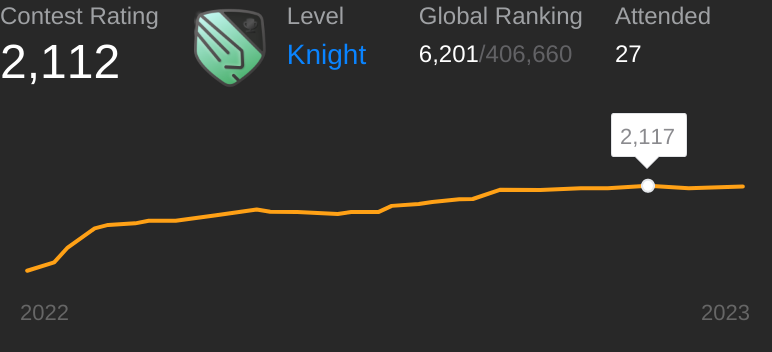 Contest Rating
2,112
Level
Knight
Global Ranking
6,201/406,660
Attended
27
2,117
2022
2023